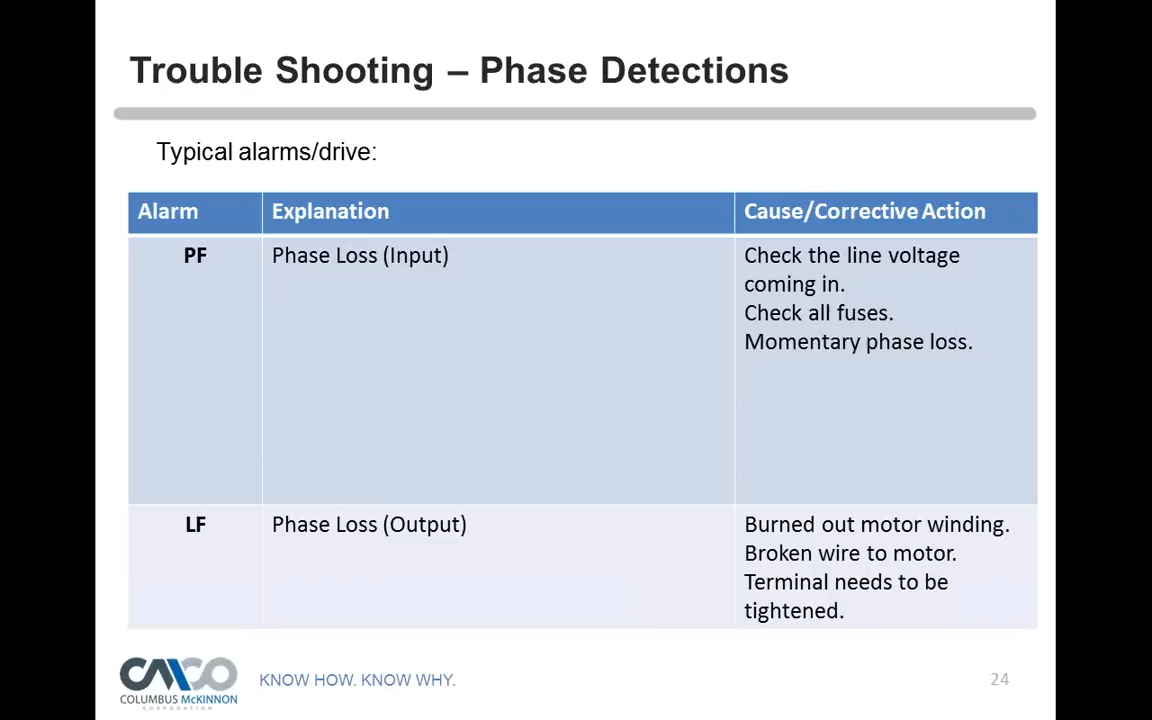 Trouble Shooting – Phase Detections
Typical alarms/drive:
Alarm Explanation Cause/Corrective Action
PF Phase Loss (Input) Check the line voltage
coming in.
Check all fuses.
Momentary phase loss.
LF Phase Loss (Output) Burned out motor winding.
Broken wire to motor.
Terminal needs to be
tightened.
CMCO
COLUMBUS McKINNON
CORPORATION
KNOW HOW. KNOW WHY.
24